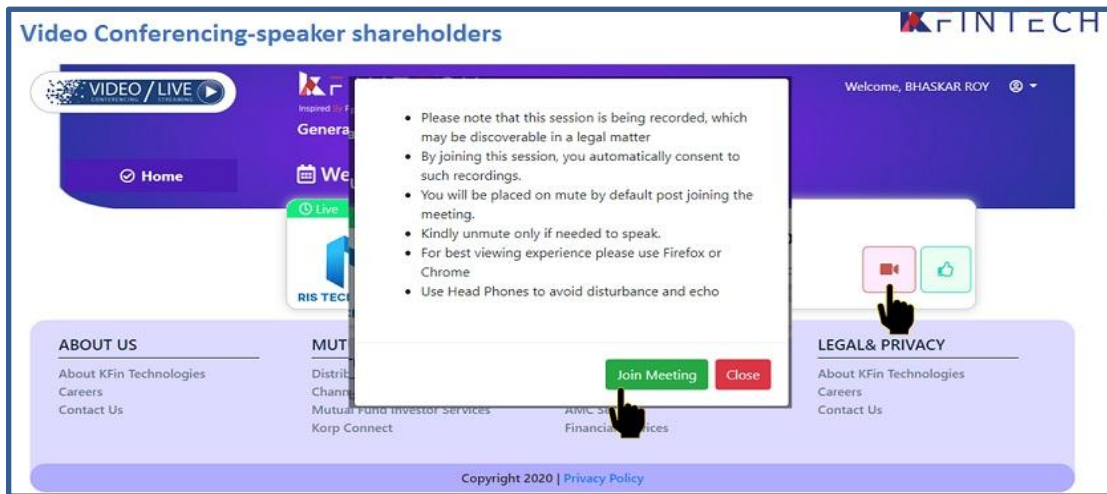 Video Conferencing-speaker shareholders
KFINTECH
VIDEO / LIVE
CONFERENCING STREAMING
Inspired By
Genera
Welcome, BHASKAR ROY
Home
We
Live
RIS TEC
• Please note that this session is being recorded, which
may be discoverable in a legal matter
• By joining this session, you automatically consent to
such recordings.
• You will be placed on mute by default post joining the
meeting.
• Kindly unmute only if needed to speak.
• For best viewing experience please use Firefox or
Chrome
• Use Head Phones to avoid disturbance and echo
Join Meeting
Close
ABOUT US
About KFin Technologies
Careers
Contact Us
MUT
Distrib
Chann
Mutual Fund Investor Services
Korp Connect
AMC S
Financial
LEGAL& PRIVACY
About KFin Technologies
Careers
Contact Us
Copyright 2020 | Privacy Policy